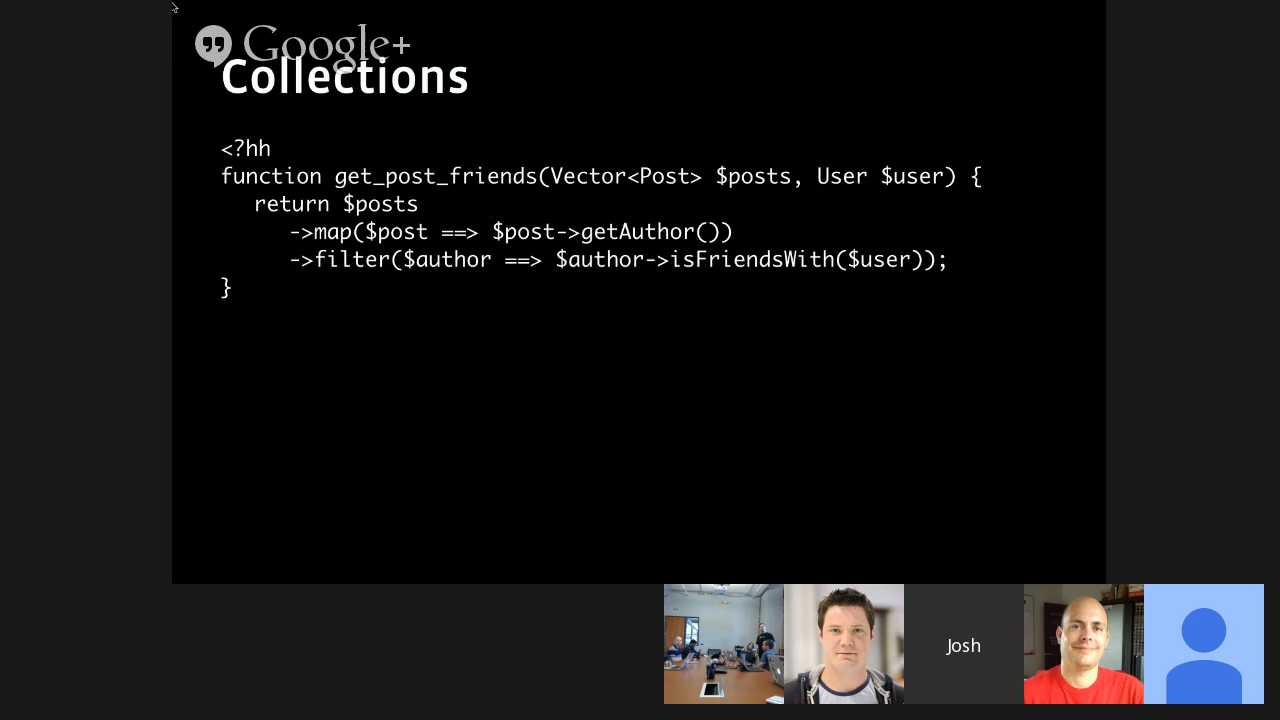 Google+
Collections
<?hh
function get_post_friends(Vector<Post> $posts, User $user) {
return $posts
->map($post ==> $post->getAuthor())
->filter($author ==> $author->isFriendsWith($user));
}
Josh